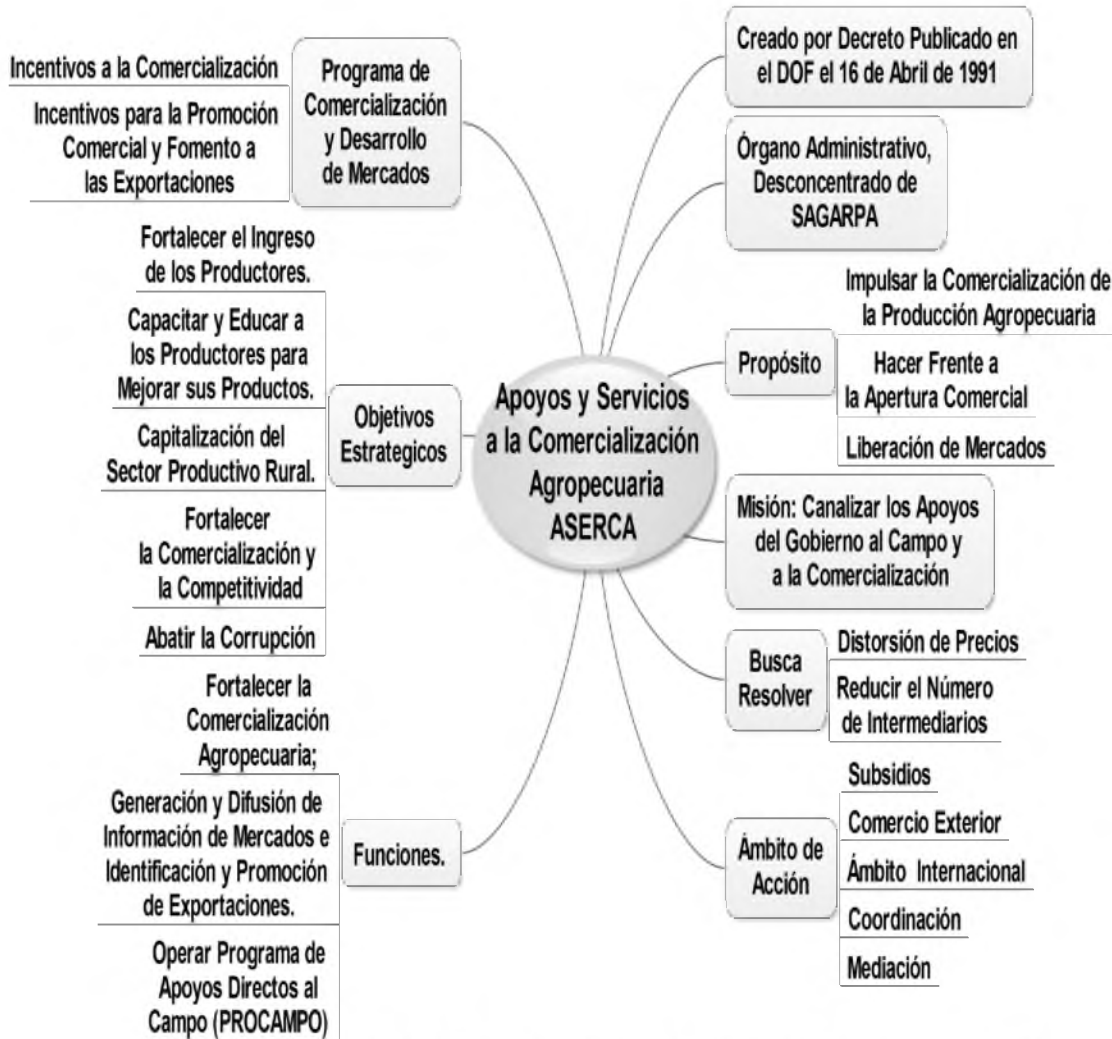 Apoyos y Servicios
a la Comercialización
Agropecuaria
ASERCA
Creado por Decreto Publicado en
el DOF el 16 de Abril de 1991
Órgano Administrativo,
Desconcentrado de
SAGARPA
Propósito
Impulsar la Comercialización de
la Producción Agropecuaria
Hacer Frente a
la Apertura Comercial
Liberación de Mercados
Misión: Canalizar los Apoyos
del Gobierno al Campo y
a la Comercialización
Busca
Resolver
Distorsión de Precios
Reducir el Número
de Intermediarios
Ámbito de
Acción
Subsidios
Comercio Exterior
Ámbito Internacional
Coordinación
Mediación
Programa de
Comercialización
y Desarrollo
de Mercados
Incentivos a la Comercialización
Incentivos para la Promoción
Comercial y Fomento a
las Exportaciones
Objetivos
Estrategicos
Fortalecer el Ingreso
de los Productores.
Capacitar y Educar a
los Productores para
Mejorar sus Productos.
Capitalización del
Sector Productivo Rural.
Fortalecer
la Comercialización y
la Competitividad
Abatir la Corrupción
Funciones.
Fortalecer la
Comercialización
Agropecuaria;
Generación y Difusión de
Información de Mercados e
Identificación y Promoción
de Exportaciones.
Operar Programa de
Apoyos Directos al
Campo (PROCAMPO)